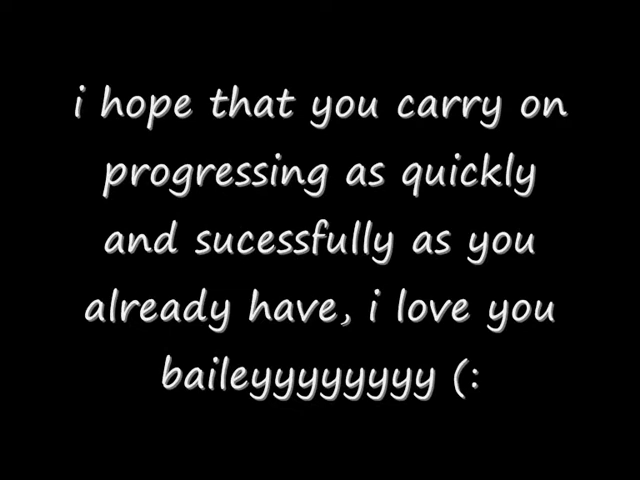 i hope that you carry on
progressing as quickly
and sucessfully as you
already have, i love you
baileyyyyyyyy (: